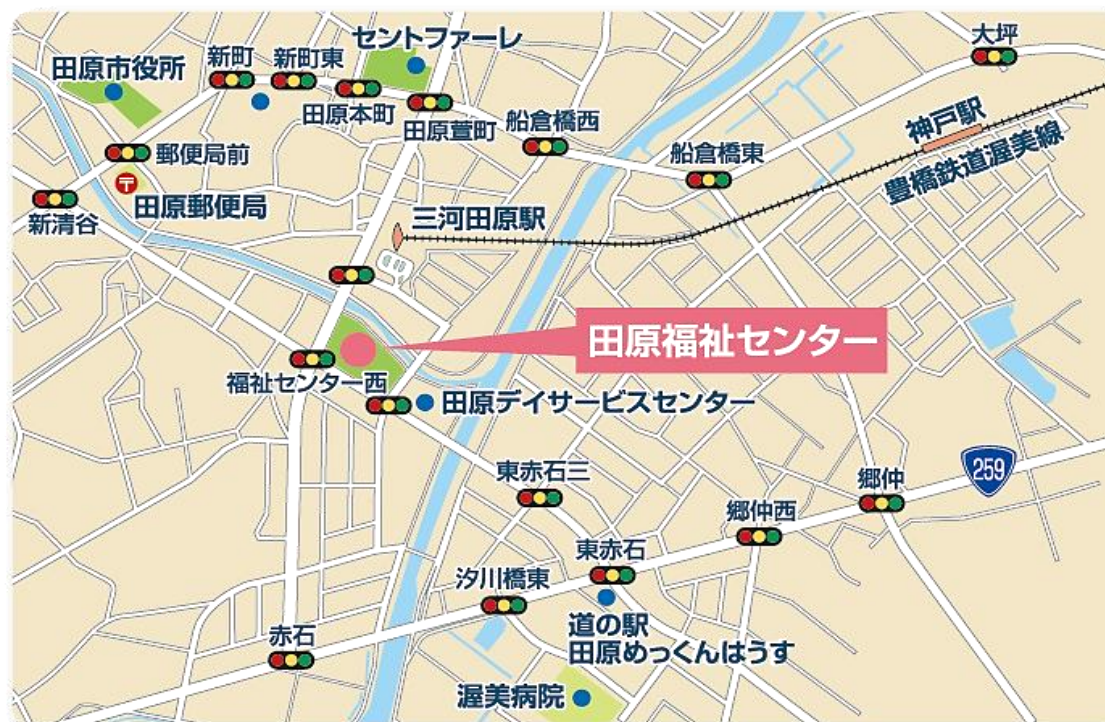 大坪
セントファーレ
新町
新町東
田原市役所
神戸駅
田原本町
田原萱町
船倉橋西
船倉橋東
豊橋鉄道渥美線
郵便局前
〒
田原郵便局
新清谷
三河田原駅
田原福祉センター
福祉センター西
田原デイサービスセンター
東赤石三
259
郷仲
郷仲西
東赤石
汐川橋東
道の駅
田原めっくんはうす
赤石
渥美病院